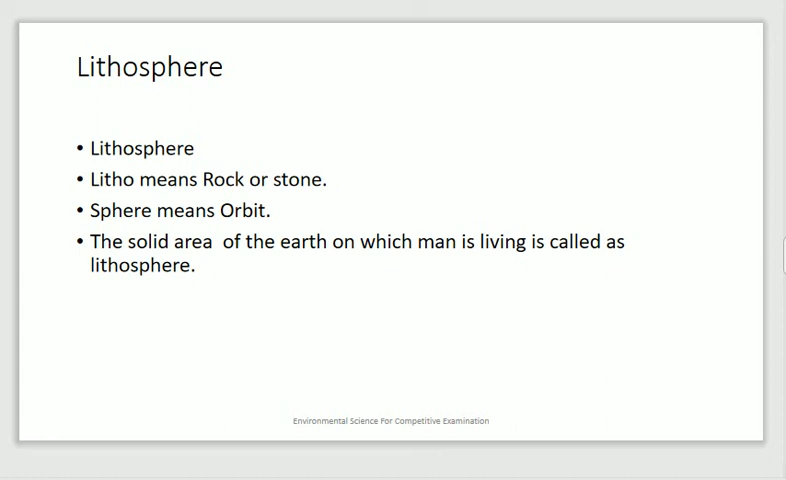 Lithosphere
• Lithosphere
• Litho means Rock or stone.
• Sphere means Orbit.
• The solid area  of the earth on which man is living is called as
lithosphere.
Environmental Science For Competitive Examination